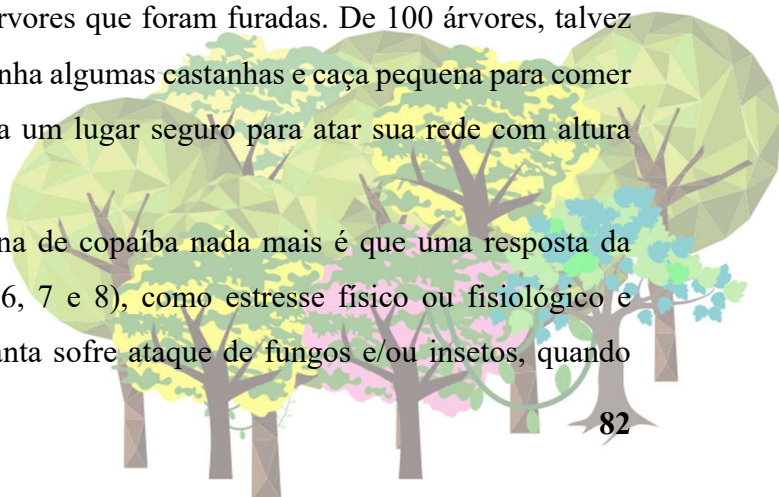 rvores que foram furadas. De 100 árvores, talvez
nha algumas castanhas e caça pequena para comer
a um lugar seguro para atar sua rede com altura
na de copaíba nada mais é que uma resposta da
6, 7 e 8), como estresse físico ou fisiológico e
anta sofre ataque de fungos e/ou insetos, quando
82